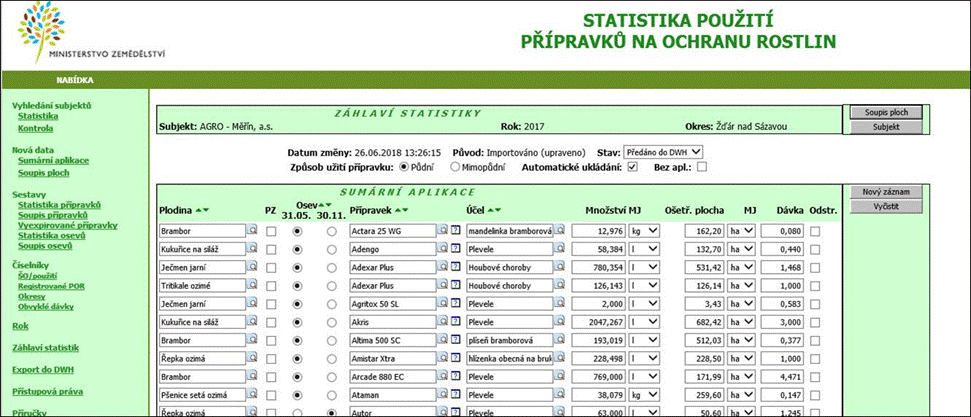 STATISTIKA POUŽITÍ
PŘÍPRAVKŮ NA OCHRANU ROSTLIN
MINISTERSTVO ZEMĚDĚLSTVÍ
NABÍDKA
Vyhledání subjektů
Statistika
Kontrola
Nová data
Sumární aplikace
Soupis ploch
Sestavy
Statistika přípravků
Soupis přípravků
Vyexpirované přípravky
Statistika osevů
Soupis osevů
Číselníky
ŠO/použití
Registrované POR
Okresy
Obvyklé dávky
Rok
Záhlaví statistik
Export do DWH
Přístupová práva
Příručky
ZÁHLAVÍ STATISTIKY
Subjekt: AGRO - Měřín, a.s. Rok: 2017 Okres: Žďár nad Sázavou
Soupis ploch
Subjekt
Datum změny: 26.06.2018 13:26:15 Původ: Importováno (upraveno) Stav: Předáno do DWH
Způsob užití přípravku: Půdní Mimopůdní Automatické ukládání: Bez apl.:
SUMÁRNÍ APLIKACE
Nový záznam
Vyčistit
Plodina PZ Osev 31.05. 30.11. Přípravek Účel Množství MJ Ošetř. plocha MJ Dávka Odstr.
Brambor Actara 25 WG mandelinka bramborová 12,976 kg 162,20 ha 0,080
Kukuřice na siláž Adengo Plevele 58,384 l 132,70 ha 0,440
Ječmen jarní Adexar Plus Houbové choroby 780,354 l 531,42 ha 1,468
Tritikale ozimé Adexar Plus Houbové choroby 126,143 l 126,14 ha 1,000
Ječmen jarní Agritox 50 SL Plevele 2,000 l 3,43 ha 0,583
Kukuřice na siláž Akris Plevele 2047,267 l 682,42 ha 3,000
Brambor Altima 500 SC plíseň bramborová 193,019 l 512,03 ha 0,377
Řepka ozimá Amistar Xtra hlízenka obecná na bruk 228,498 l 228,50 ha 1,000
Brambor Arcade 880 EC Plevele 769,000 l 171,99 ha 4,471
Pšenice setá ozimá Ataman Plevele 38,079 kg 259,60 ha 0,147
Řepka ozimá Autor Plevele 63,000 l 50,60 ha 1,245